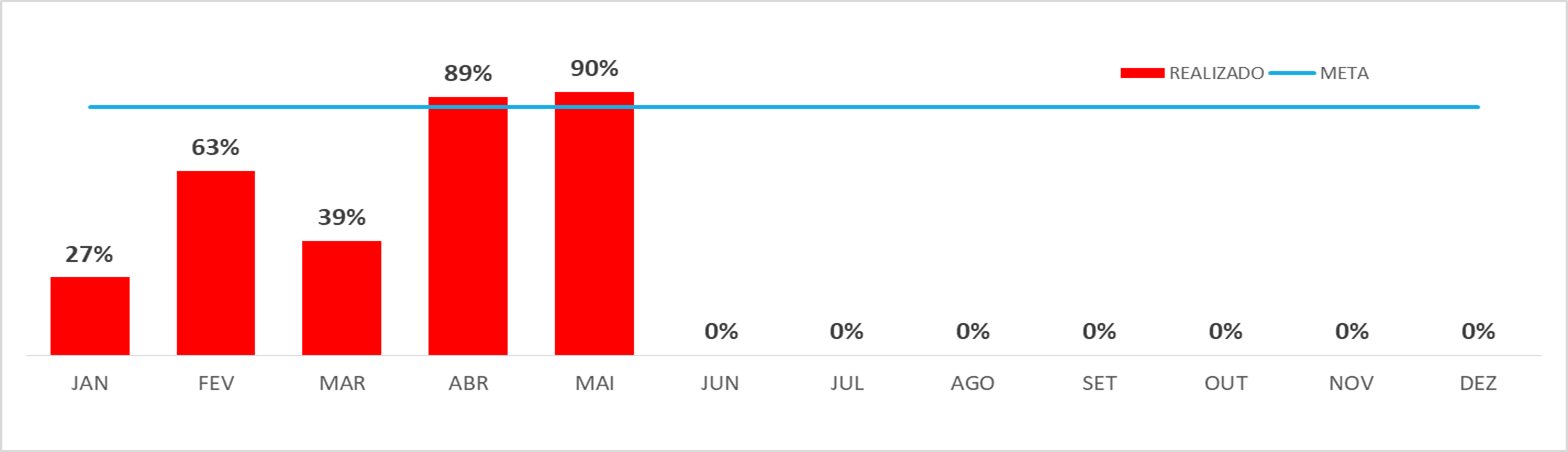 89%
90%
REALIZADO META
63%
39%
27%
0% 0% 0% 0% 0% 0% 0%
JAN FEV MAR ABR MAI JUN JUL AGO SET OUT NOV DEZ